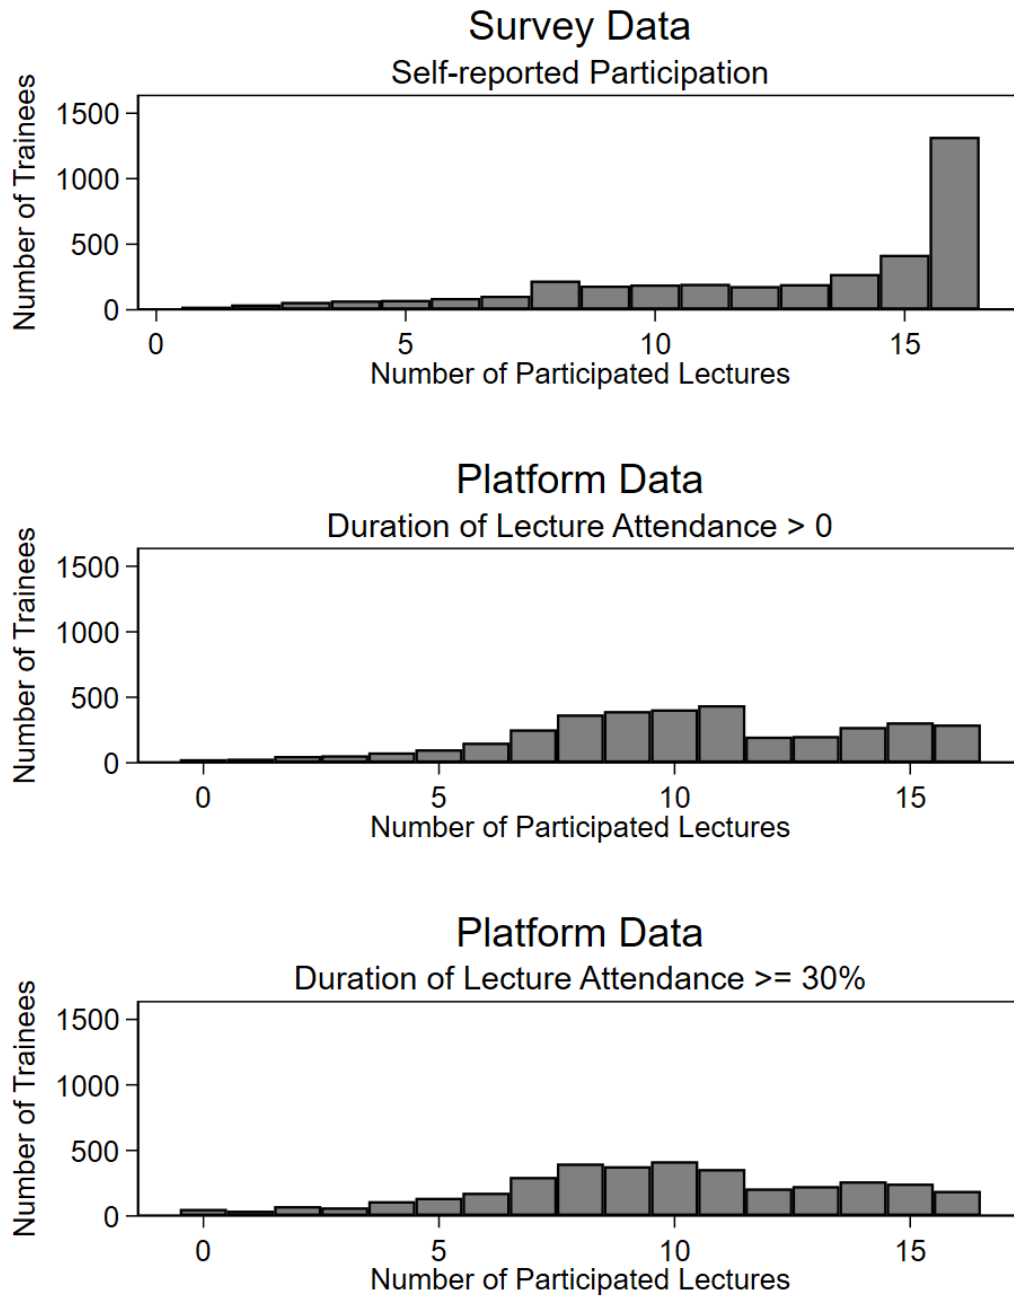 Survey Data
Self-reported Participation
Number of Trainees
1500
1000
500
0
0 5 10 15
Number of Participated Lectures
Platform Data
Duration of Lecture Attendance > 0
Number of Trainees
1500
1000
500
0
0 5 10 15
Number of Participated Lectures
Platform Data
Duration of Lecture Attendance >= 30%
Number of Trainees
1500
1000
500
0
0 5 10 15
Number of Participated Lectures